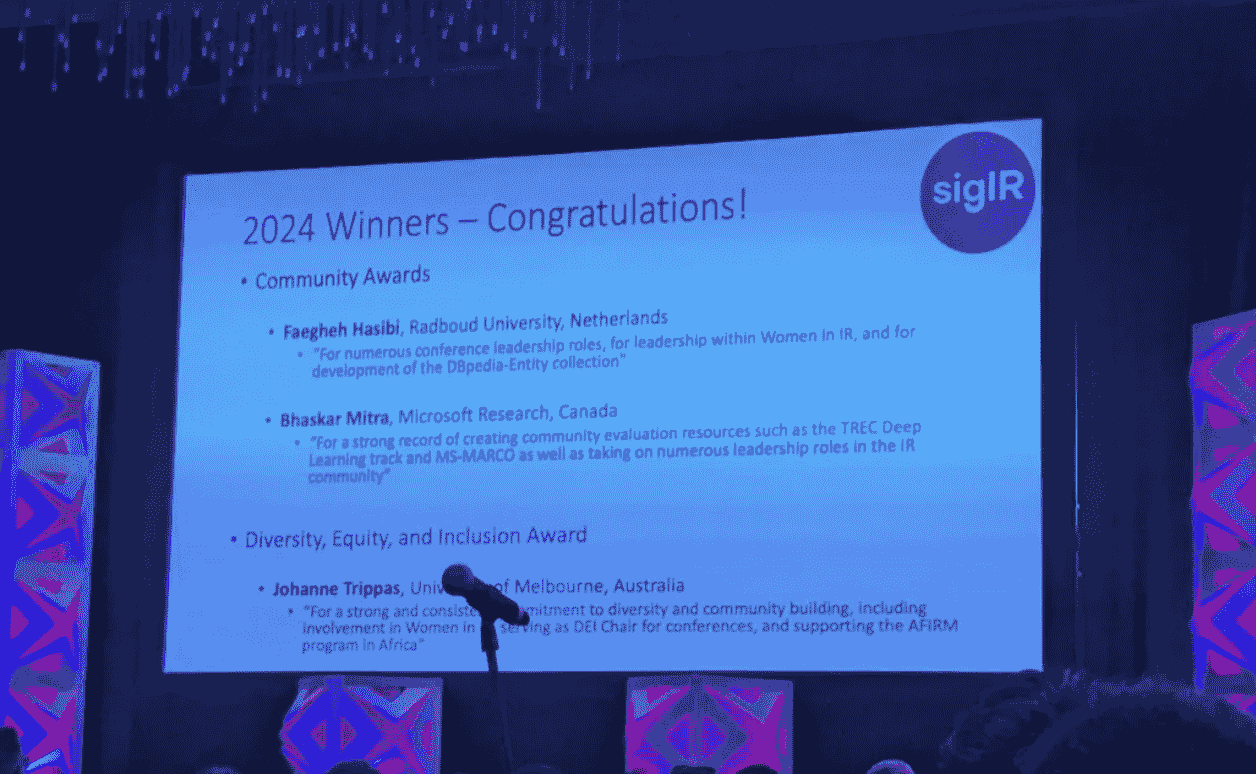 sigIR
2024 Winners – Congratulations!
• Community Awards
• Faegheh Hasibi, Radboud University, Netherlands
• "For numerous conference leadership roles, for leadership within Women in IR, and for
development of the DBpedia-Entity collection"
• Bhaskar Mitra, Microsoft Research, Canada
• "For a strong record of creating community evaluation resources such as the TREC Deep
Learning track and MS-MARCO as well as taking on numerous leadership roles in the IR
community"
• Diversity, Equity, and Inclusion Award
• Johanne Trippas, of Melbourne, Australia
• "For a strong and to diversity and community building, including
involvement in Women in serving as DEI Chair for conferences, and supporting the AFIRM
program in Africa"